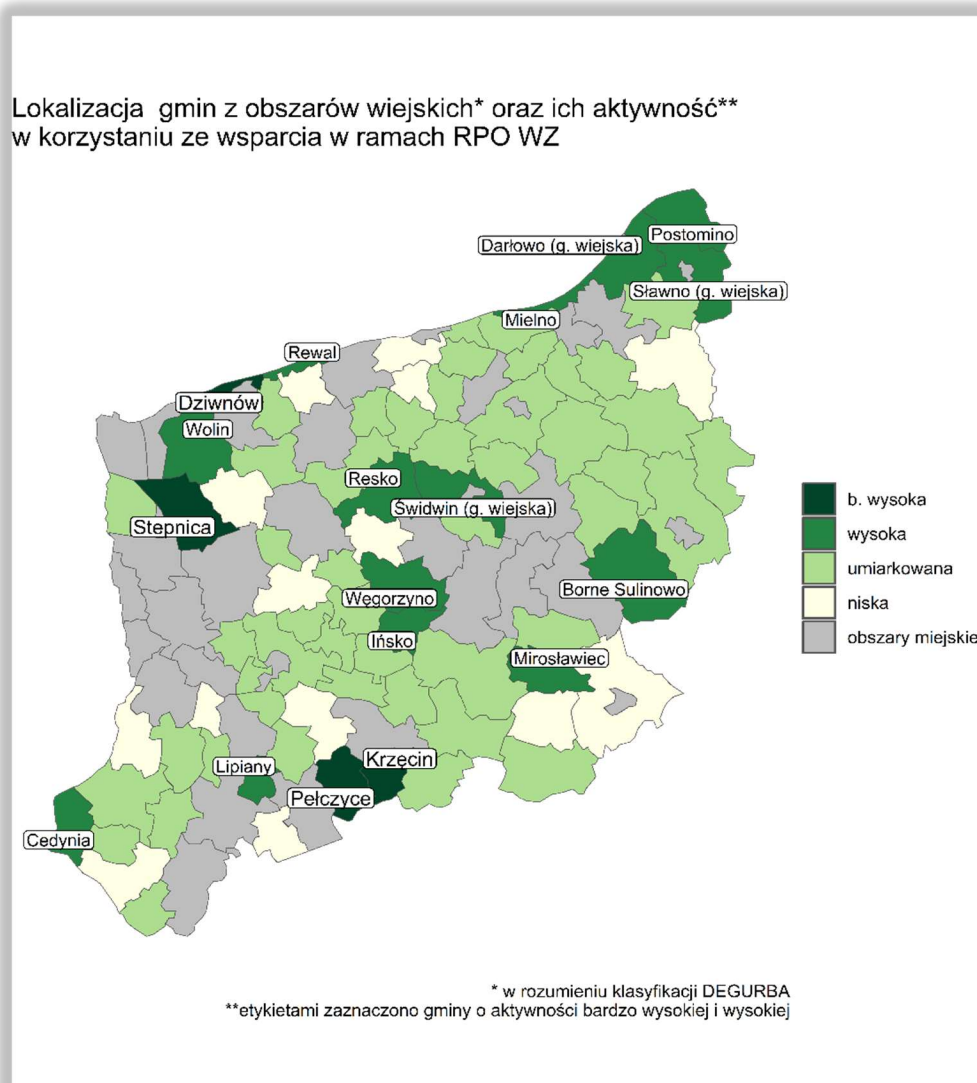 Lokalizacja gmin z obszarów wiejskich* oraz ich aktywność**
w korzystaniu ze wsparcia w ramach RPO WZ
Postomino
Darłowo (g. wiejska)
Sławno (g. wiejska)
Mielno
Rewal
Dziwnów
Wolin
Resko
Świdwin (g. wiejska)
Stepnica
Borne Sulinowo
Węgorzyno
Ińsko
Mirosławiec
Krzęcin
Lipiany
Pełczyce
Cedynia
b. wysoka
wysoka
umiarkowana
niska
obszary miejskie
* w rozumieniu klasyfikacji DEGURBA
**etykietami zaznaczono gminy o aktywności bardzo wysokiej i wysokiej